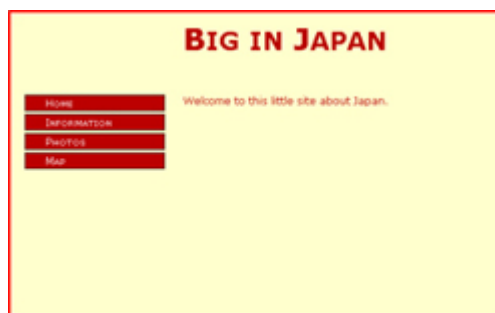 BIG IN JAPAN
HOME
INFORMATION
PHOTOS
MAP
Welcome to this little site about Japan.